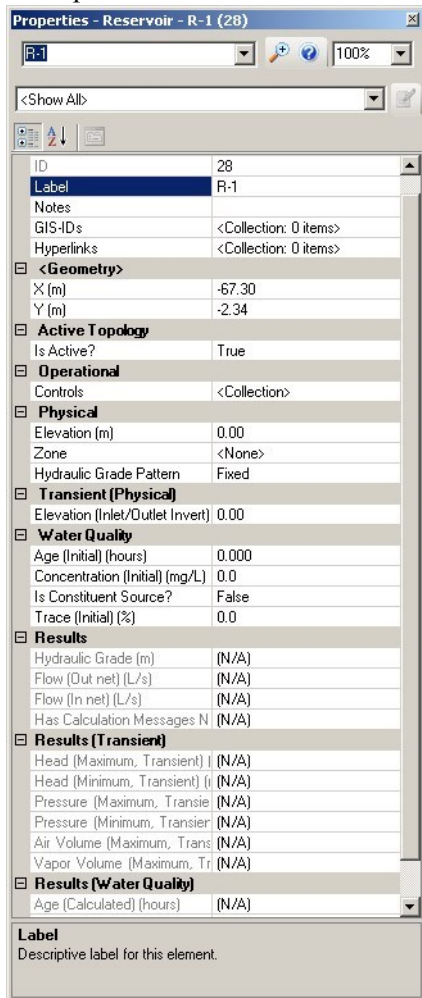 Properties - Reservoir - R-1 (28)
R-1 100%
<Show All>
ID 28
Label R-1
Notes
GIS-IDs <Collection: 0 items>
Hyperlinks <Collection: 0 items>
<Geometry>
X (m) -67.30
Y (m) -2.34
Active Topology
Is Active? True
Operational
Controls <Collection>
Physical
Elevation (m) 0.00
Zone <None>
Hydraulic Grade Pattern Fixed
Transient (Physical)
Elevation (Inlet/Outlet Invert) 0.00
Water Quality
Age (Initial) (hours) 0.000
Concentration (Initial) (mg/L) 0.0
Is Constituent Source? False
Trace (Initial) (%) 0.0
Results
Hydraulic Grade (m) (N/A)
Flow (Out net) (L/s) (N/A)
Flow (In net) (L/s) (N/A)
Has Calculation Messages N (N/A)
Results (Transient)
Head (Maximum, Transient) ( (N/A)
Head (Minimum, Transient) (r (N/A)
Pressure (Maximum, Transie (N/A)
Pressure (Minimum, Transier (N/A)
Air Volume (Maximum, Trans (N/A)
Vapor Volume (Maximum, Tr (N/A)
Results (Water Quality)
Age (Calculated) (hours) (N/A)
Label
Descriptive label for this element.